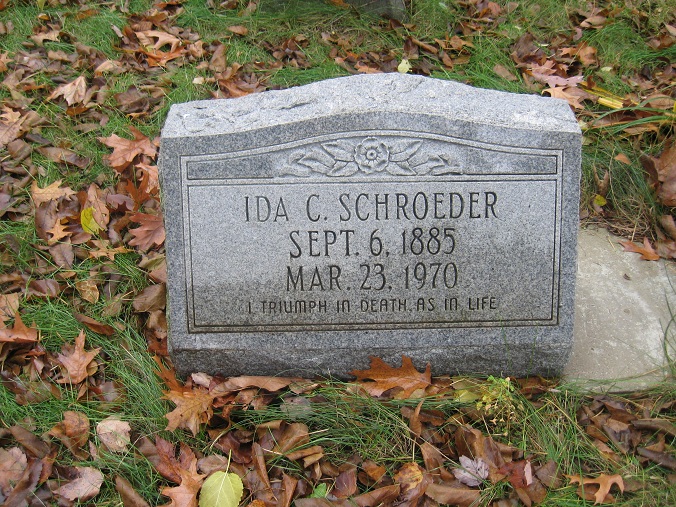 IDA C. SCHROEDER
SEPT. 6, 1885
MAR. 23, 1970
I TRIUMPH IN DEATH, AS IN LIFE